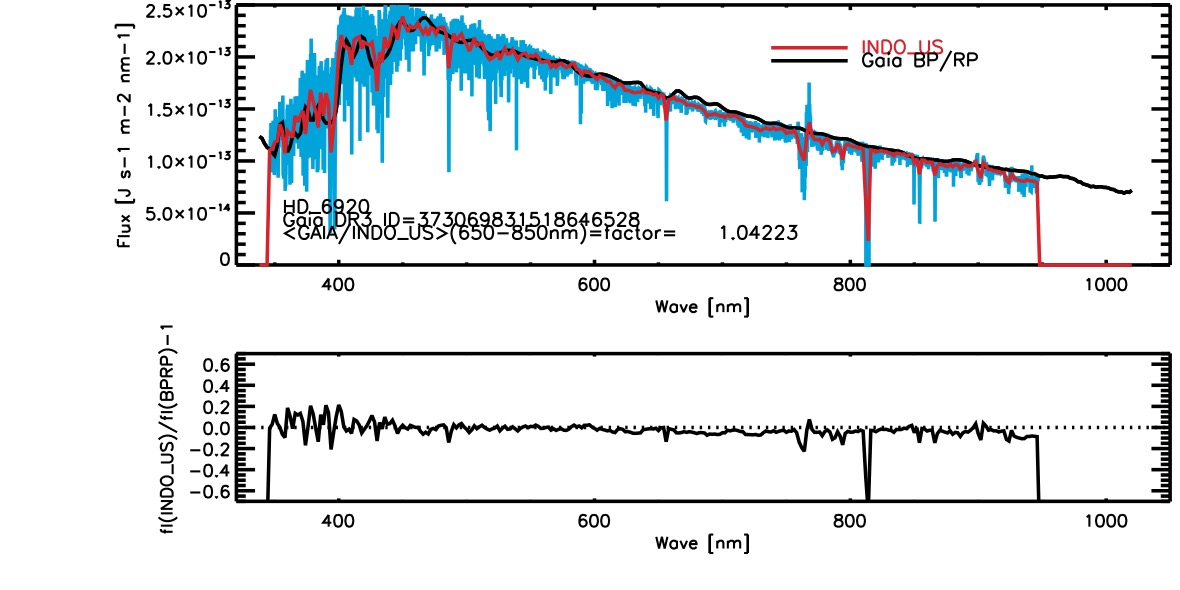 2.5×10⁻¹³
2.0×10⁻¹³
1.5×10⁻¹³
1.0×10⁻¹³
5.0×10⁻¹⁴
0
Flux [J s-1 m-2 nm-1]
INDO_US
Gaia BP/RP
HD_6920
Gaia DR3 ID=3730698315186465​28
<GAIA/INDO_US>(650-850nm)=factor= 1.04223
400 600 800 1000
Wave [nm]
fl(INDO_US)/fl(BPRP)-1
0.6
0.4
0.2
0.0
-0.2
-0.4
-0.6
400 600 800 1000
Wave [nm]